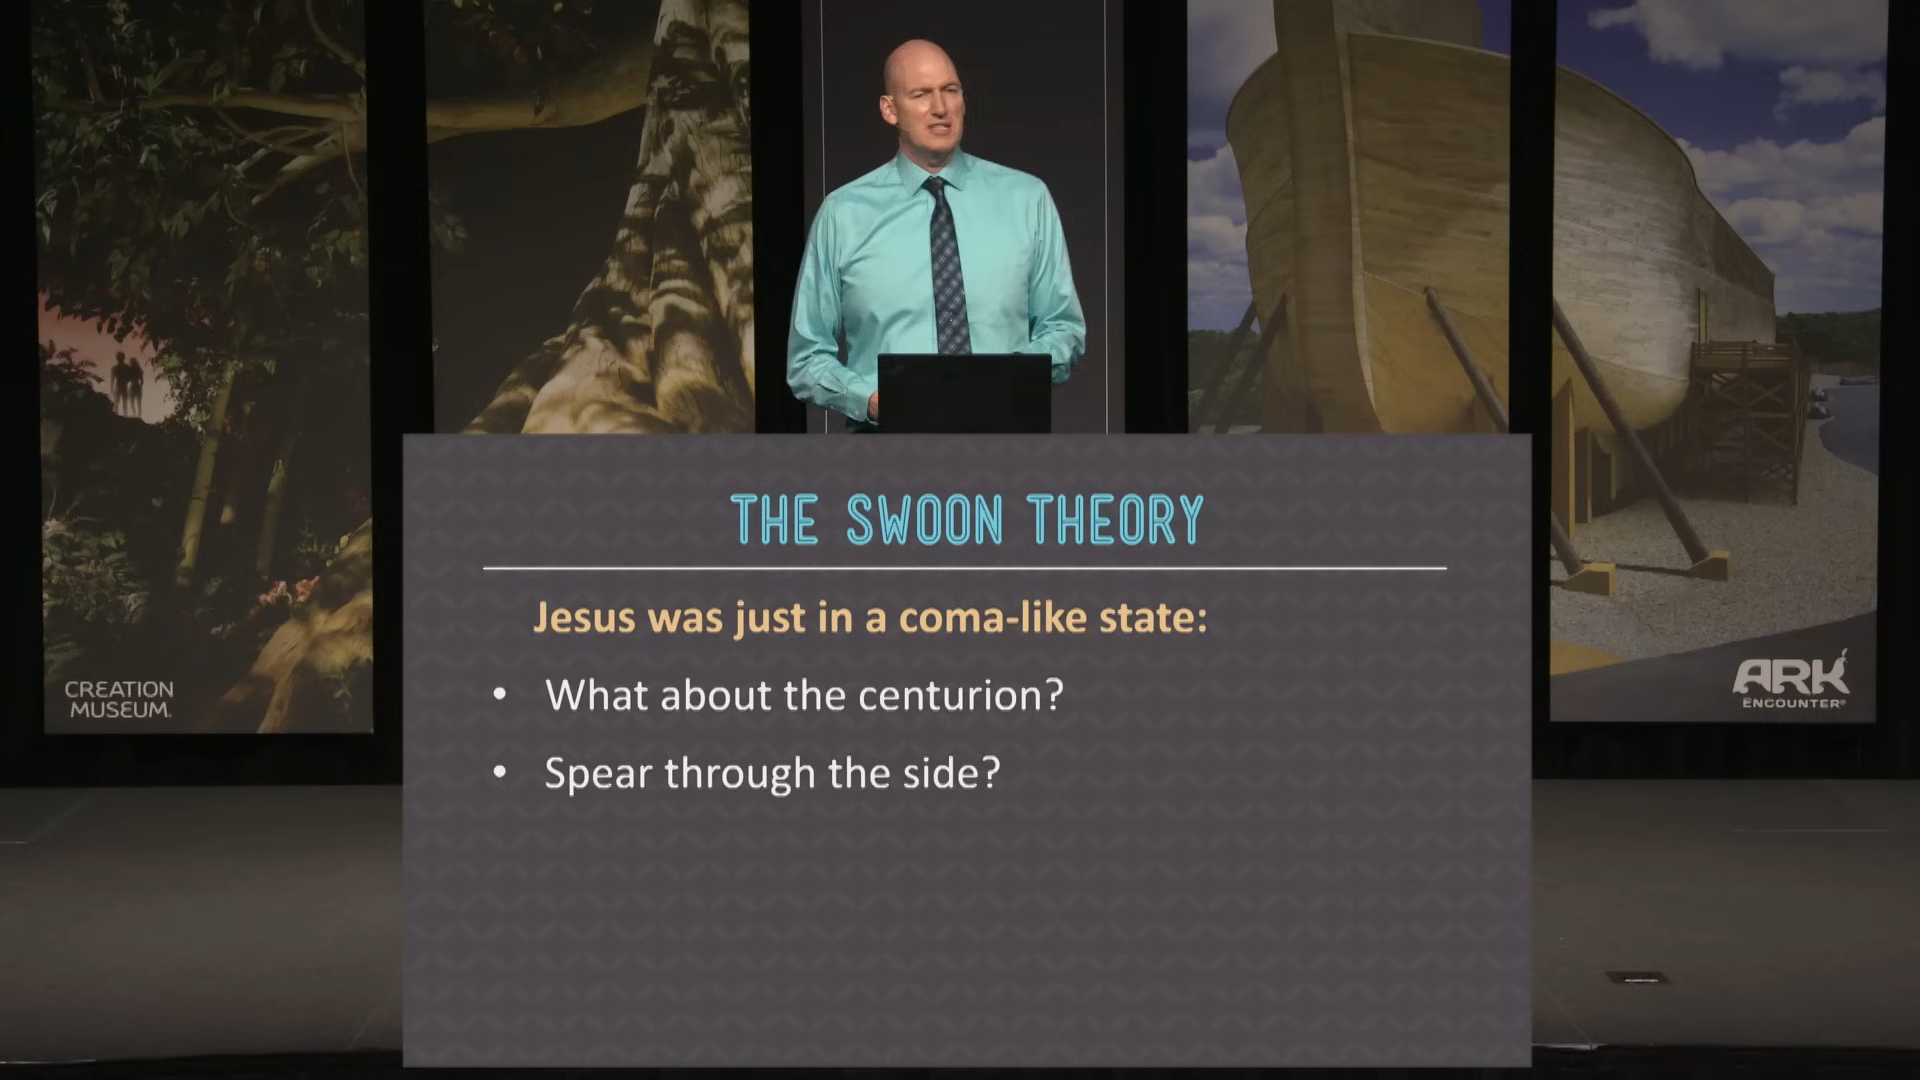 THE SWOON THEORY
Jesus was just in a coma-like state:
• What about the centurion?
• Spear through the side?
CREATION
MUSEUM.
ARK
ENCOUNTER®